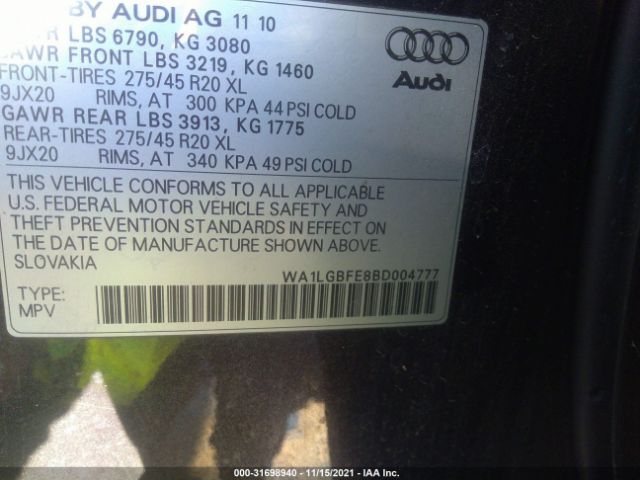 BY AUDI AG 11 10
LBS 6790, KG 3080
GAWR FRONT LBS 3219, KG 1460
FRONT-TIRES 275/45 R20 XL
9JX20 RIMS, AT 300 KPA 44 PSI COLD
GAWR REAR LBS 3913, KG 1775
REAR-TIRES 275/45 R20 XL
9JX20 RIMS, AT 340 KPA 49 PSI COLD
Audi
THIS VEHICLE CONFORMS TO ALL APPLICABLE
U.S. FEDERAL MOTOR VEHICLE SAFETY AND
THEFT PREVENTION STANDARDS IN EFFECT ON
THE DATE OF MANUFACTURE SHOWN ABOVE.
SLOVAKIA
WA1LGBFE8BD004777
TYPE:
MPV
000-31698940 - 11/15/2021 - IAA Inc.